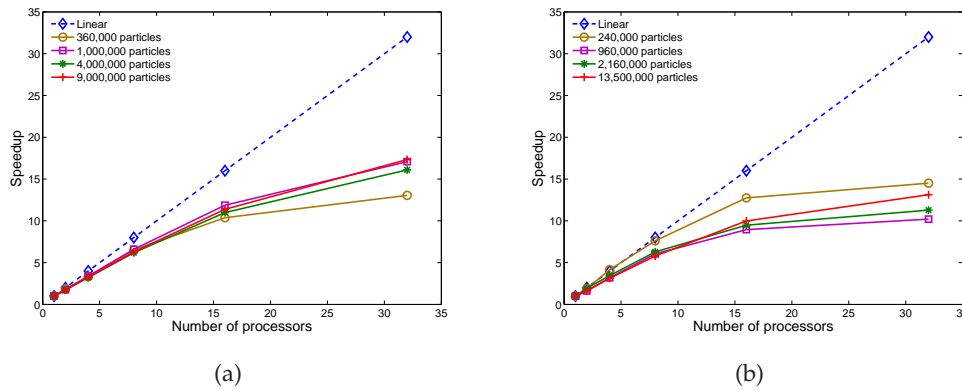 35
30
25
20
15
10
5
0
Speedup
Linear
360,000 particles
1,000,000 particles
4,000,000 particles
9,000,000 particles
0 5 10 15 20 25 30 35
Number of processors
(a)
35
30
25
20
15
10
5
0
Speedup
Linear
240,000 particles
960,000 particles
2,160,000 particles
13,500,000 particles
0 5 10 15 20 25 30 35
Number of processors
(b)